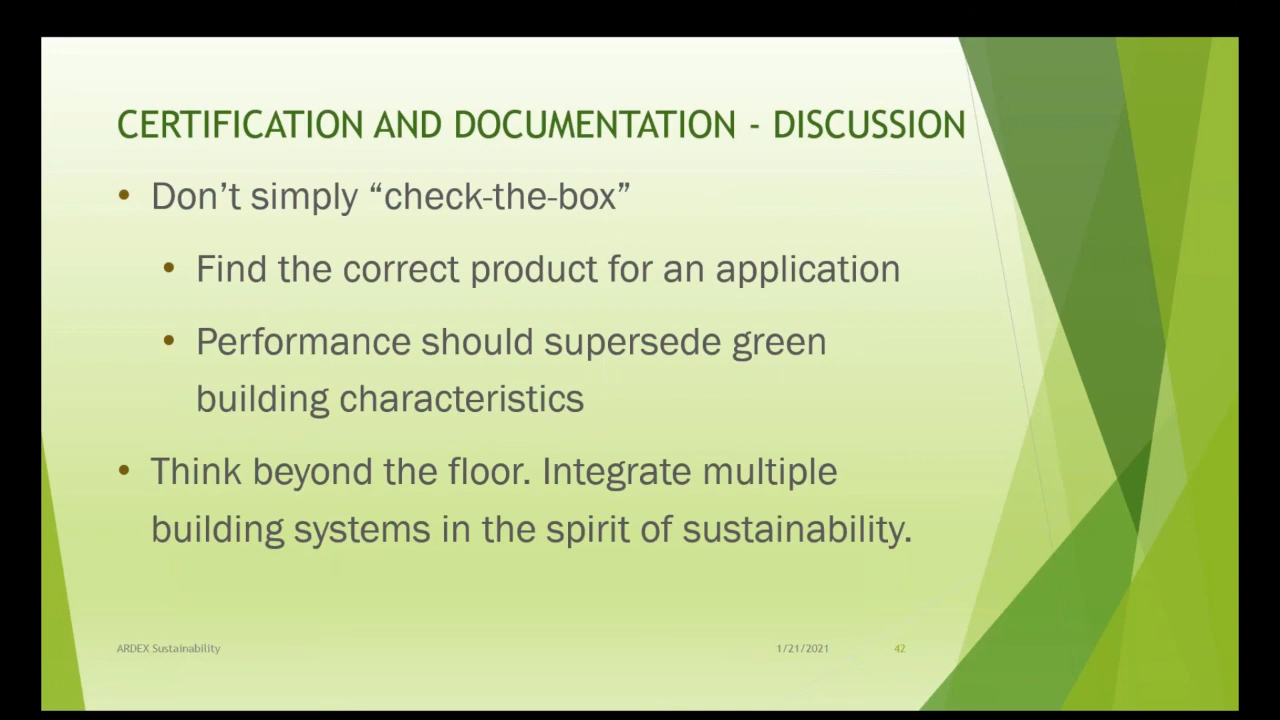 CERTIFICATION AND DOCUMENTATION - DISCUSSION
• Don’t simply “check-the-box”
• Find the correct product for an application
• Performance should supersede green
building characteristics
• Think beyond the floor. Integrate multiple
building systems in the spirit of sustainability.
ARDEX Sustainability 1/21/2021 42